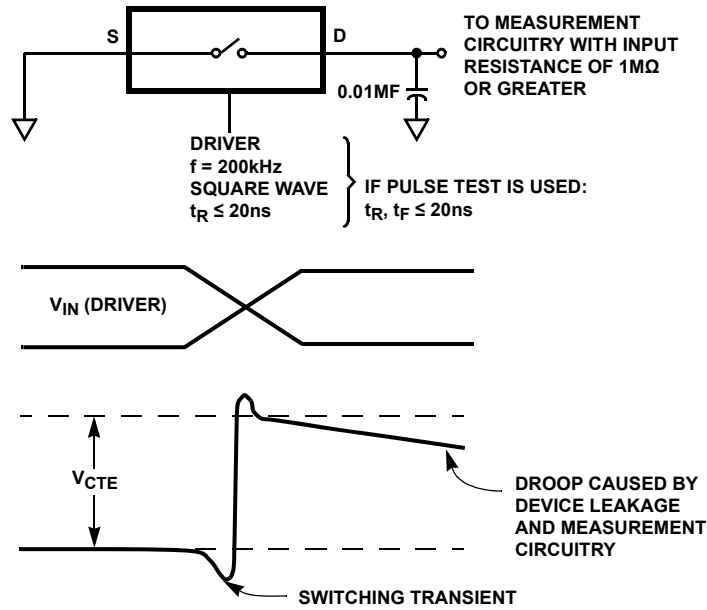 S
D
TO MEASUREMENT
CIRCUITRY WITH INPUT
RESISTANCE OF 1MΩ
OR GREATER
0.01MF
DRIVER
f = 200kHz
SQUARE WAVE
tR ≤ 20ns
IF PULSE TEST IS USED:
tR, tF ≤ 20ns
VIN (DRIVER)
VCTE
DROOP CAUSED BY
DEVICE LEAKAGE
AND MEASUREMENT
CIRCUITRY
SWITCHING TRANSIENT